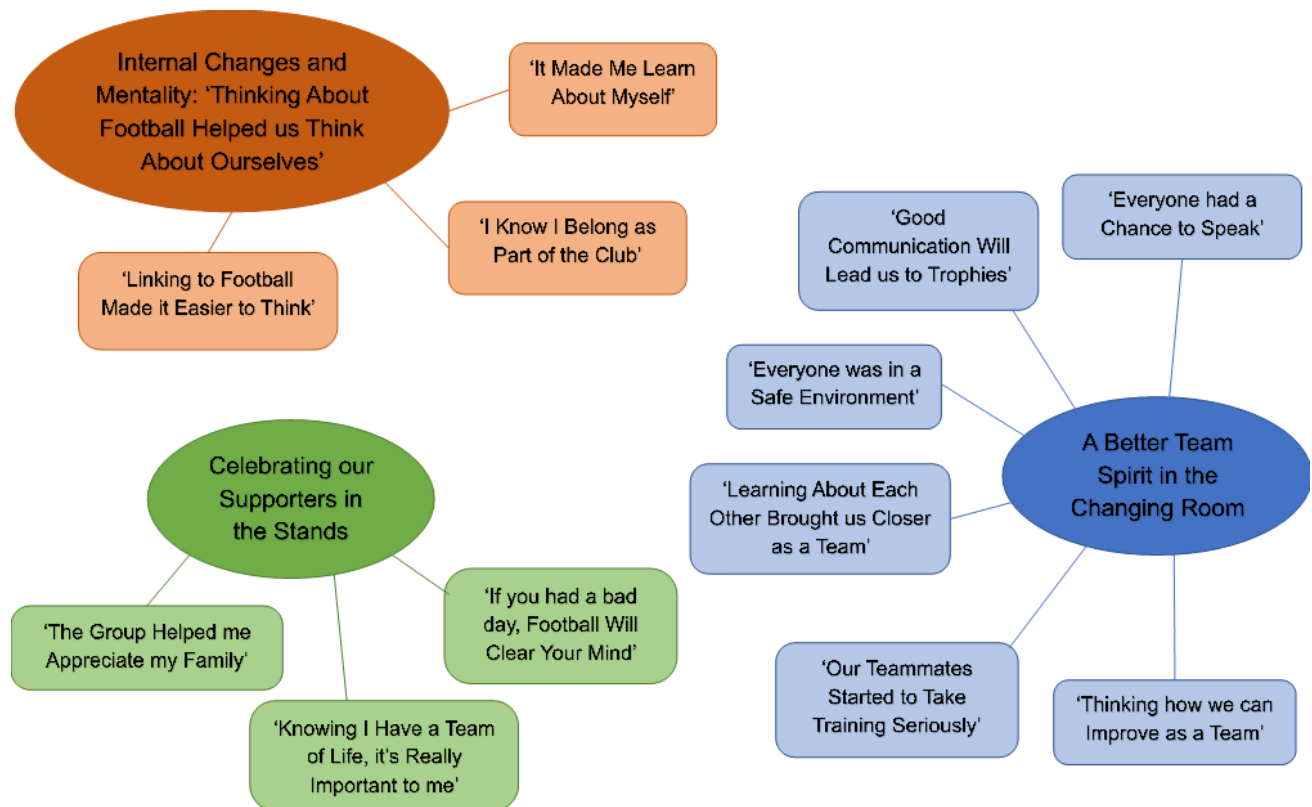 Internal Changes and
Mentality: ‘Thinking About
Football Helped us Think
About Ourselves’
‘It Made Me Learn
About Myself’
‘I Know I Belong as
Part of the Club’
‘Linking to Football
Made it Easier to Think’
Celebrating our
Supporters in
the Stands
‘The Group Helped me
Appreciate my Family’
‘Knowing I Have a Team
of Life, it’s Really
Important to me’
‘If you had a bad
day, Football Will
Clear Your Mind’
A Better Team
Spirit in the
Changing Room
‘Everyone had a
Chance to Speak’
‘Good
Communication Will
Lead us to Trophies’
‘Everyone was in a
Safe Environment’
‘Learning About Each
Other Brought us Closer
as a Team’
‘Our Teammates
Started to Take
Training Seriously’
‘Thinking how we can
Improve as a Team’